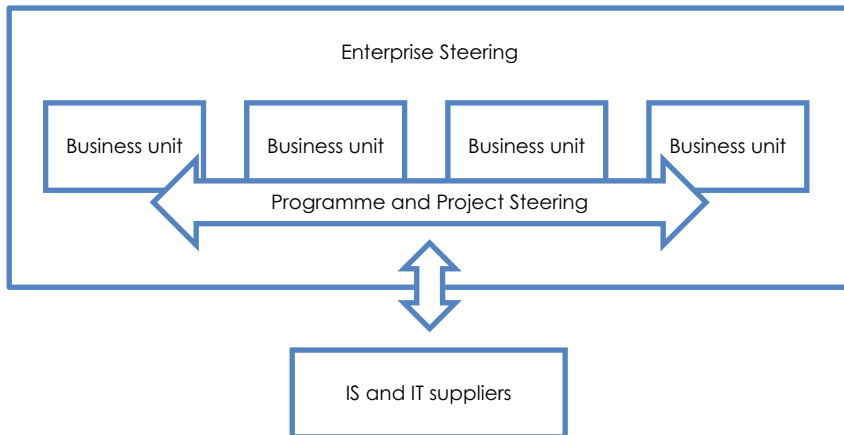 Enterprise Steering
Business unit
Business unit
Business unit
Business unit
Programme and Project Steering
IS and IT suppliers